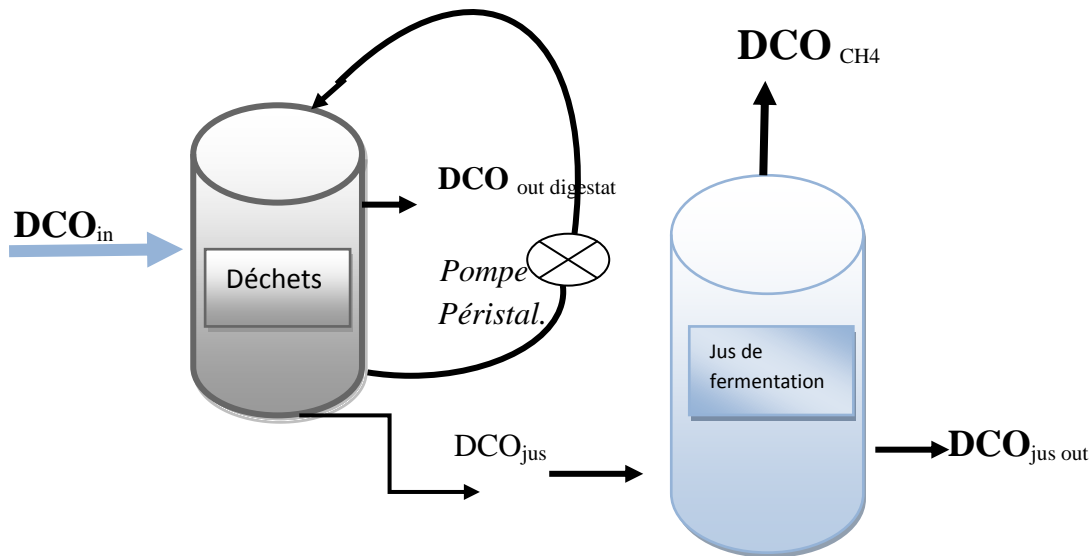 DCO CH4
DCO out digestat
DCOin
Déchets
Pompe
Péristal.
Jus de
fermentation
DCOjus
DCOjus out